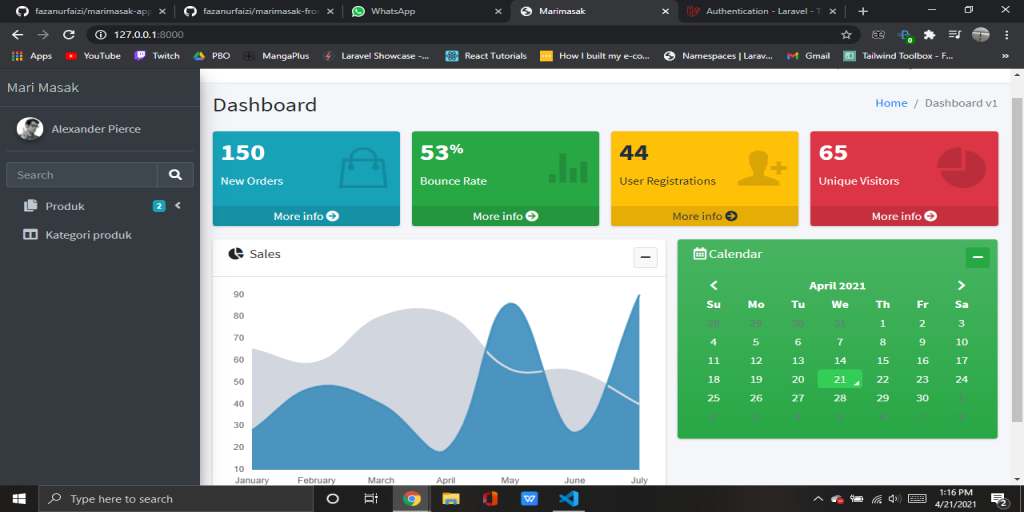 fazanurfaizi/marimasak-app
fazanurfaizi/marimasak-fron
WhatsApp
Marimasak
Authentication - Laravel - T
127.0.0.1:8000
Apps
YouTube
Twitch
PBO
MangaPlus
Laravel Showcase -...
React Tutorials
How I built my e-co...
Namespaces | Larav...
Gmail
Tailwind Toolbox - F...
Mari Masak
Alexander Pierce
Search
Produk 2
Kategori produk
Dashboard
Home / Dashboard v1
150
New Orders
More info
53%
Bounce Rate
More info
44
User Registrations
More info
65
Unique Visitors
More info
Sales
90
80
70
60
50
40
30
20
10
January February March April May June July
Calendar
April 2021
Su Mo Tu We Th Fr Sa
28 29 30 31 1 2 3
4 5 6 7 8 9 10
11 12 13 14 15 16 17
18 19 20 21 22 23 24
25 26 27 28 29 30 1
2 3 4 5 6 7 8
Type here to search
1:16 PM
4/21/2021
2